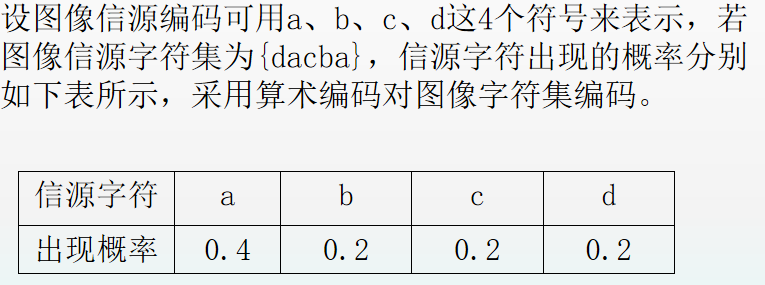 设图像信源编码可用a、b、c、d这4个符号来表示，若
图像信源字符集为{dacba}，信源字符出现的概率分别
如下表所示，采用算术编码对图像字符集编码。
信源字符 a b c d
出现概率 0.4 0.2 0.2 0.2